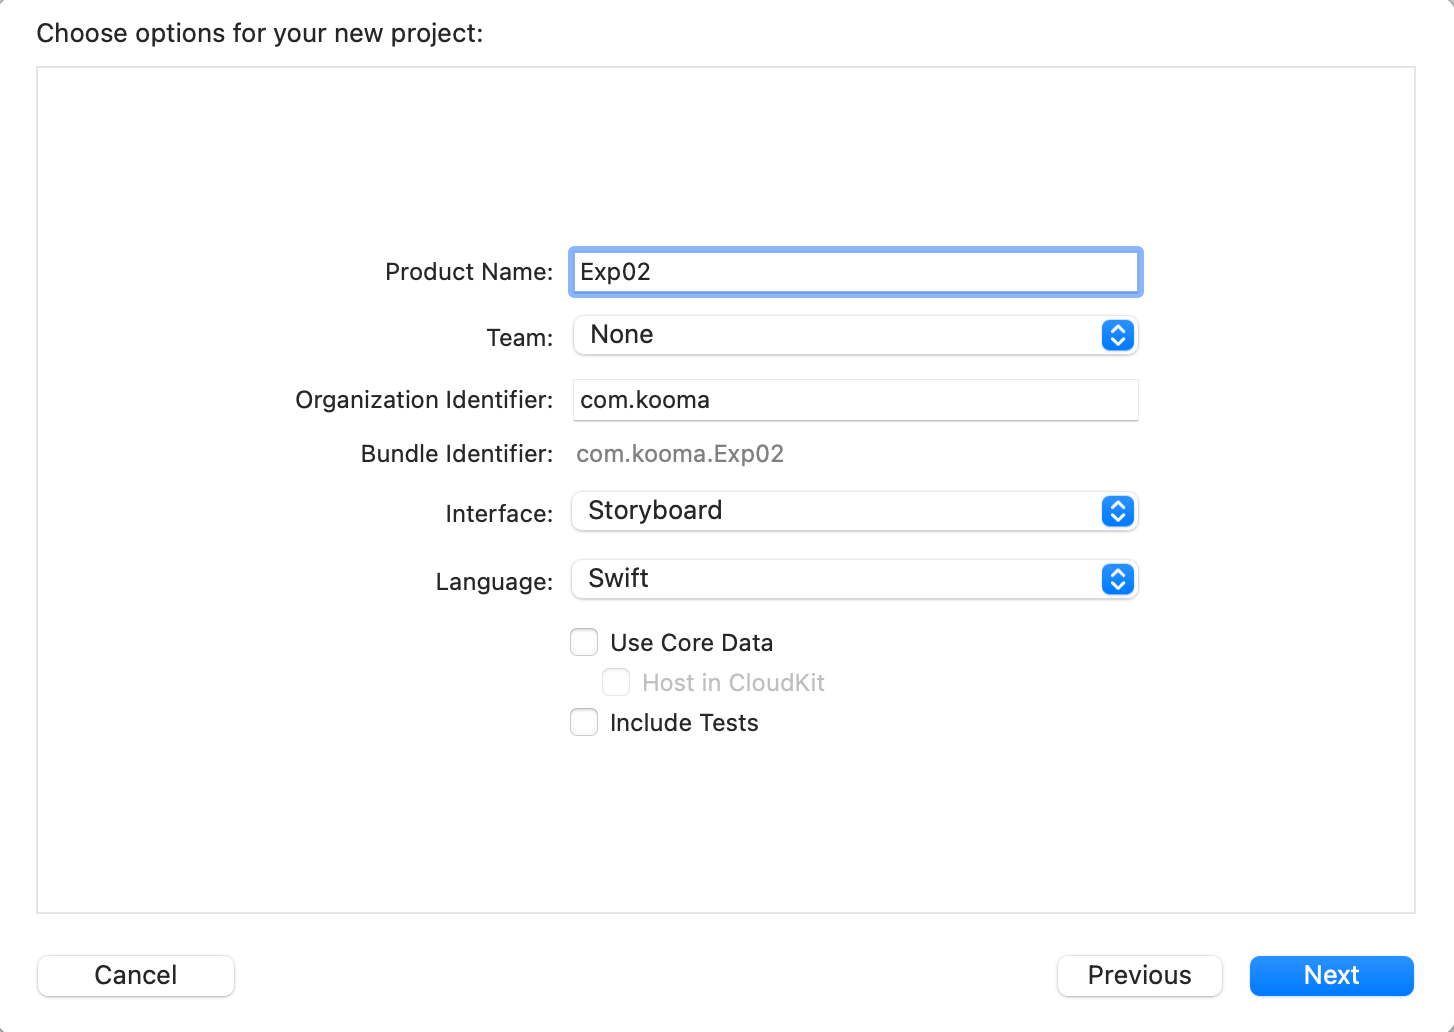 Choose options for your new project:
Product Name: Exp02
Team: None
Organization Identifier: com.kooma
Bundle Identifier: com.kooma.Exp02
Interface: Storyboard
Language: Swift
Use Core Data
Host in CloudKit
Include Tests
Cancel Previous Next